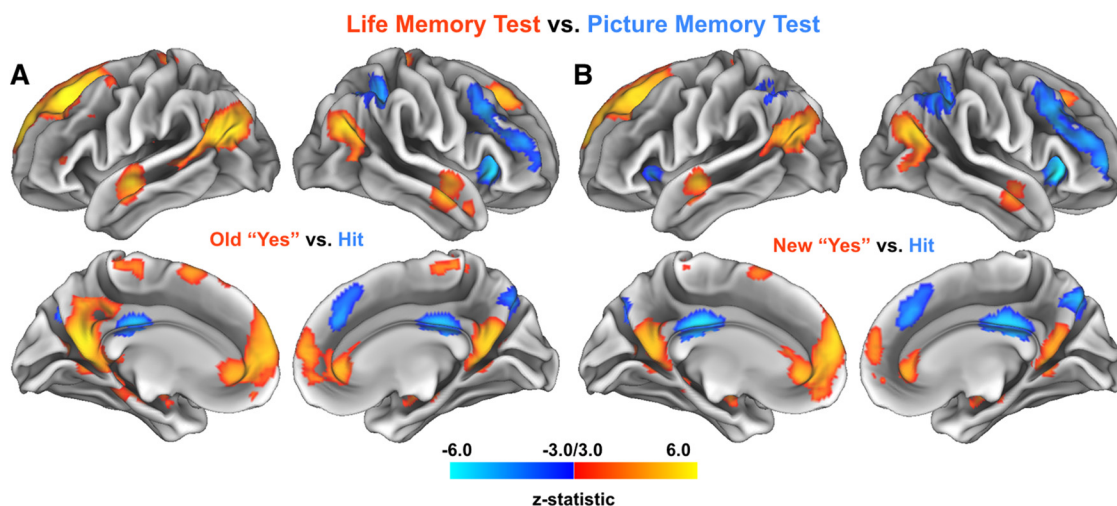 Life Memory Test vs. Picture Memory Test
A
B
Old “Yes” vs. Hit
New “Yes” vs. Hit
-6.0 -3.0/3.0 6.0
z-statistic